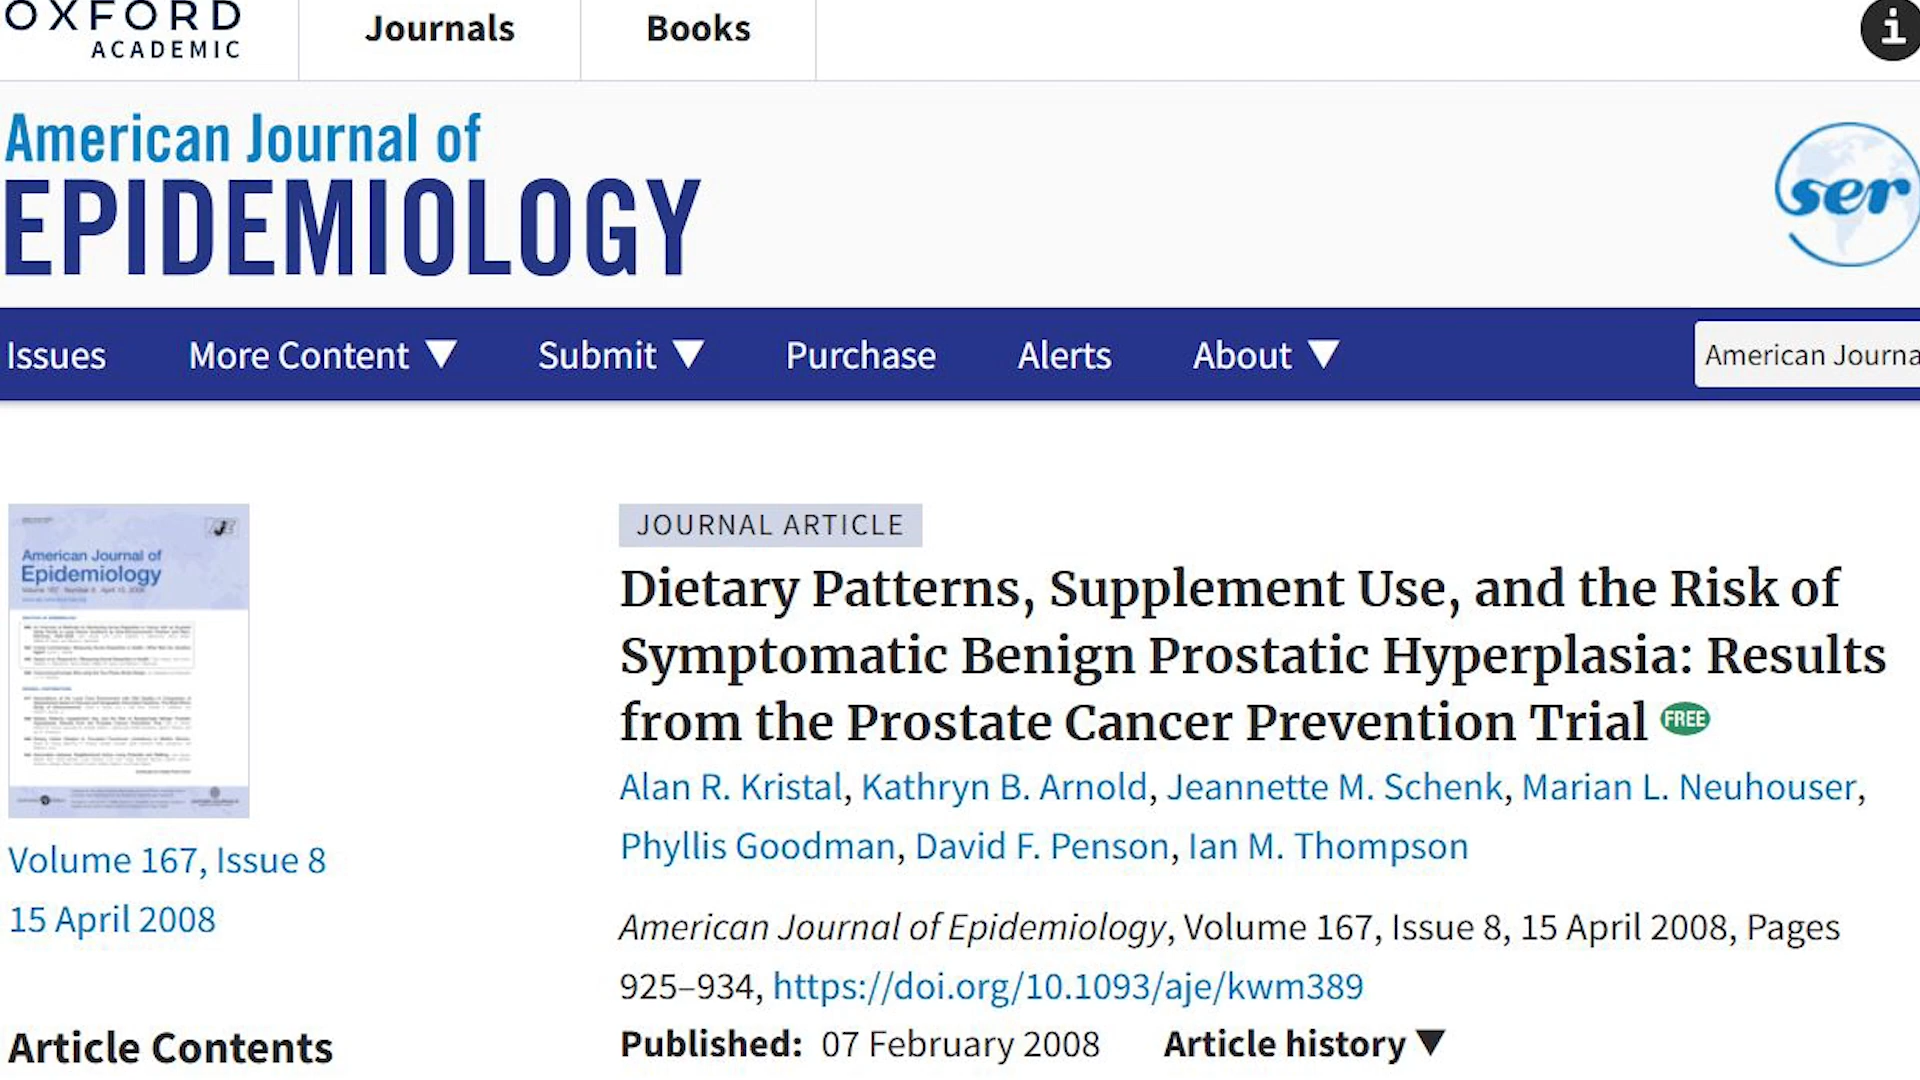 OXFORD
ACADEMIC
Journals
Books
i
American Journal of
EPIDEMIOLOGY
ser
Issues
More Content ▼
Submit ▼
Purchase
Alerts
About ▼
American Journa
AJE
American Journal of
Epidemiology
Volume 167, Issue 8
15 April 2008
Article Contents
JOURNAL ARTICLE
Dietary Patterns, Supplement Use, and the Risk of
Symptomatic Benign Prostatic Hyperplasia: Results
from the Prostate Cancer Prevention Trial FREE
Alan R. Kristal, Kathryn B. Arnold, Jeannette M. Schenk, Marian L. Neuhouser,
Phyllis Goodman, David F. Penson, Ian M. Thompson
American Journal of Epidemiology, Volume 167, Issue 8, 15 April 2008, Pages
925–934, https://doi.org/10.1093/aje/kwm389
Published: 07 February 2008 Article history ▼